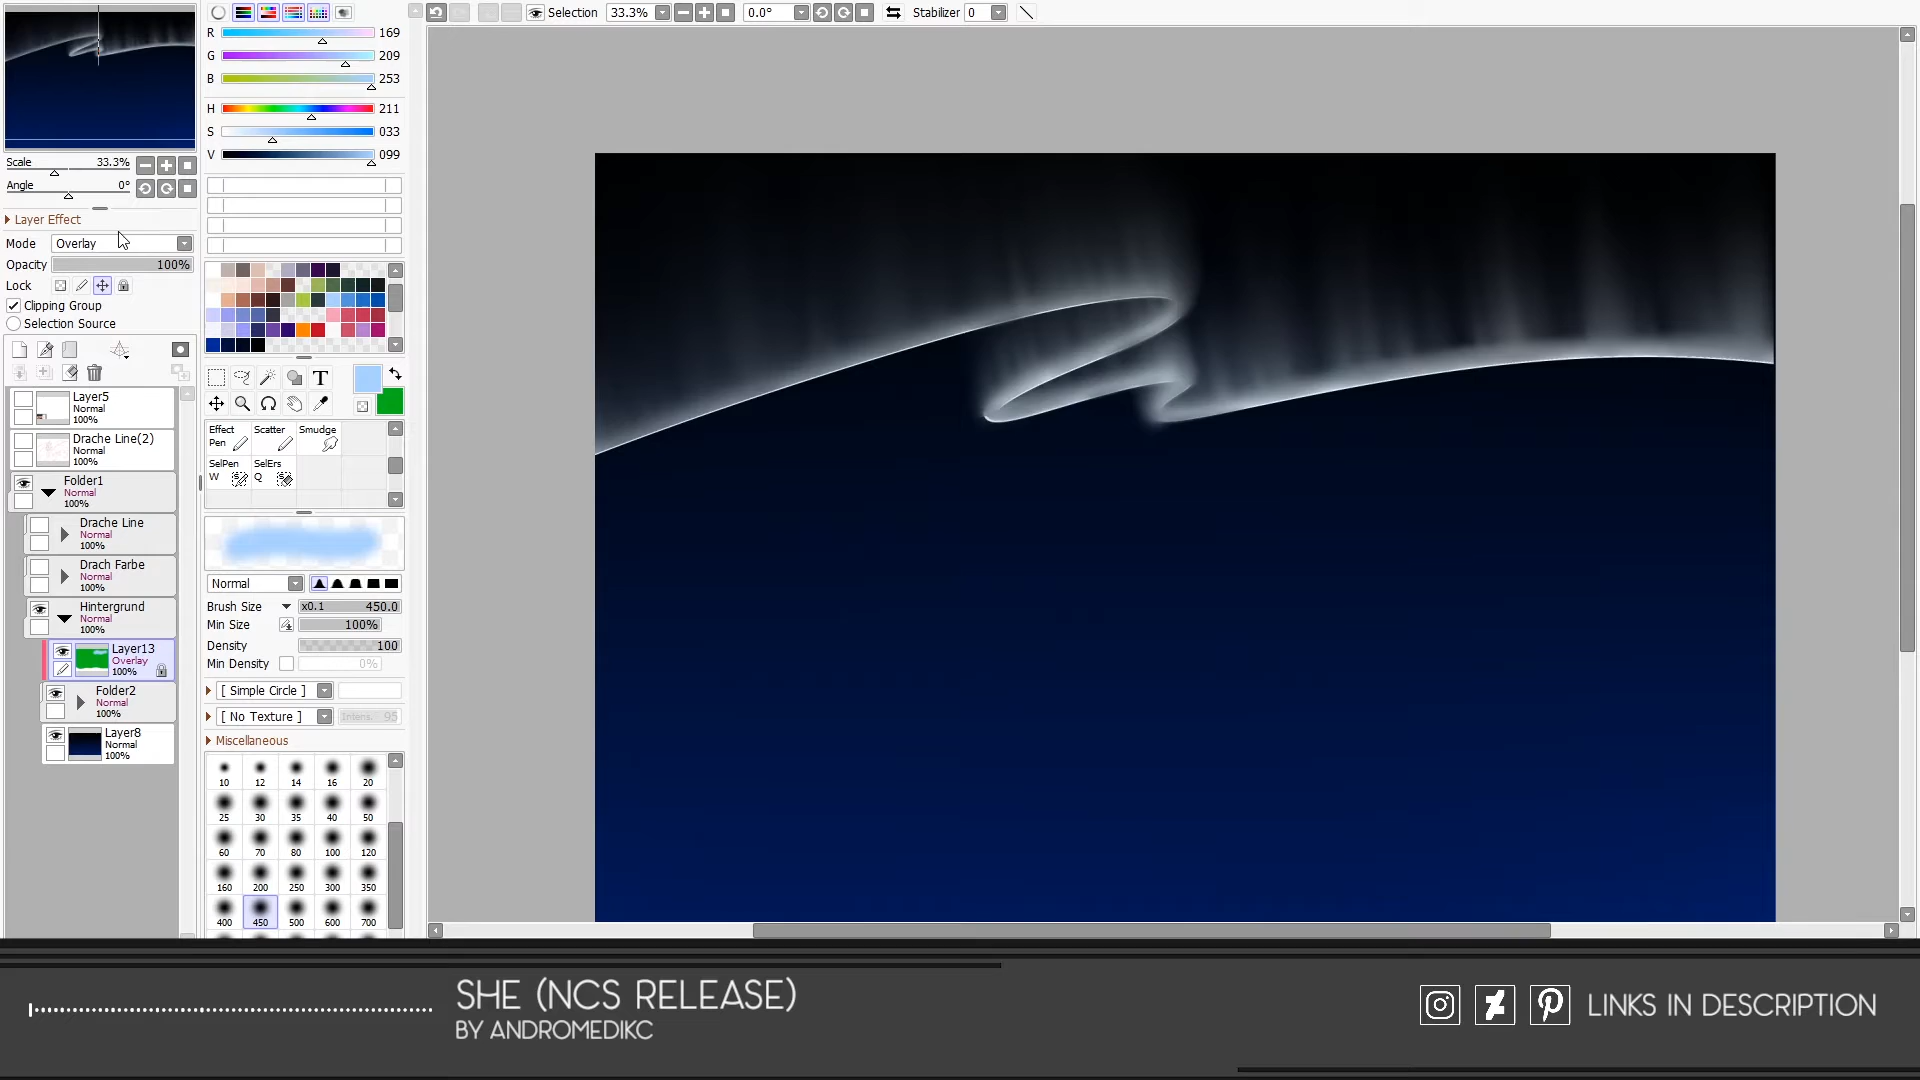 Selection 33.3% 0.0° Stabilizer 0
R 169
G 209
B 253
H 211
S 033
V 099
Scale 33.3%
Angle 0°
Layer Effect
Mode Overlay
Opacity 100%
Lock
Clipping Group
Selection Source
Layer5
Normal
100%
Drache Line(2)
Normal
100%
Folder1
Normal
100%
Drache Line
Normal
100%
Drach Farbe
Normal
100%
Hintergrund
Normal
100%
Layer13
Overlay
100%
Folder2
Normal
100%
Layer8
Normal
100%
T
Effect Scatter Smudge
Pen
SelPen SelErs
W Q
Normal
Brush Size x0.1 450.0
Min Size 100%
Density 100
Min Density 0%
[ Simple Circle ]
[ No Texture ] Intens. 95
Miscellaneous
10 12 14 16 20
25 30 35 40 50
60 70 80 100 120
160 200 250 300 350
400 450 500 600 700
SHE (NCS RELEASE)
BY ANDROMEDIKC
LINKS IN DESCRIPTION